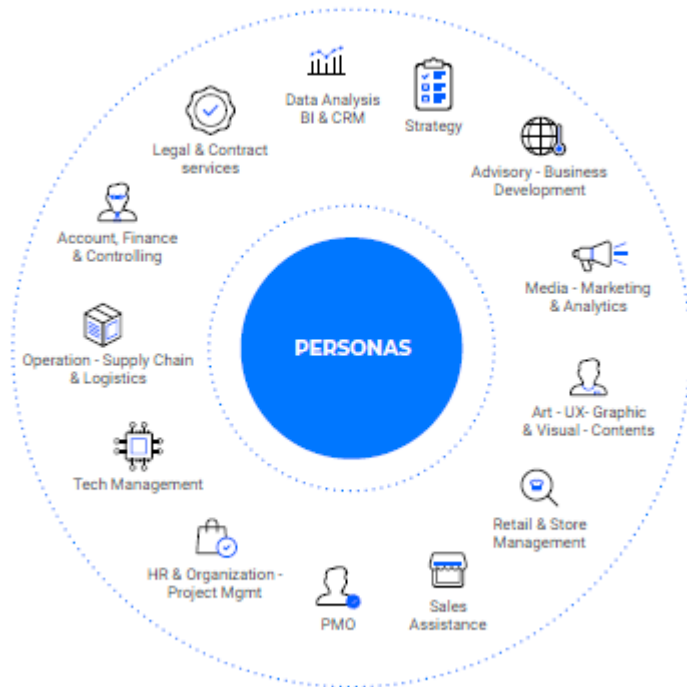 Data Analysis
BI & CRM
Strategy
Legal & Contract
services
Advisory - Business
Development
Account, Finance
& Controlling
Media - Marketing
& Analytics
PERSONAS
Operation - Supply Chain
& Logistics
Art - UX- Graphic
& Visual - Contents
Tech Management
Retail & Store
Management
HR & Organization -
Project Mgmt
PMO
Sales
Assistance